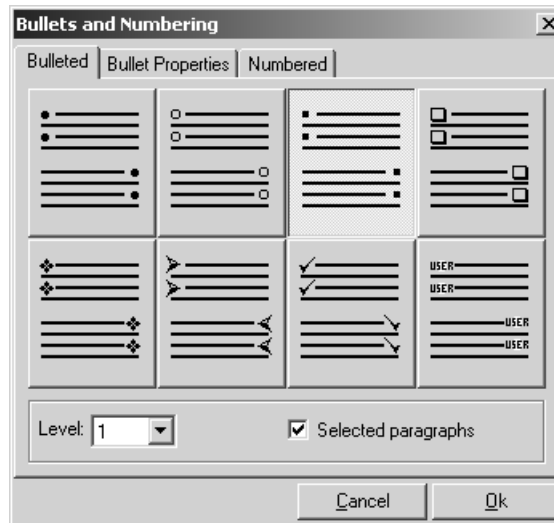 Bullets and Numbering
Bulleted Bullet Properties Numbered
USER
USER
USER
USER
Level: 1 Selected paragraphs
Cancel Ok